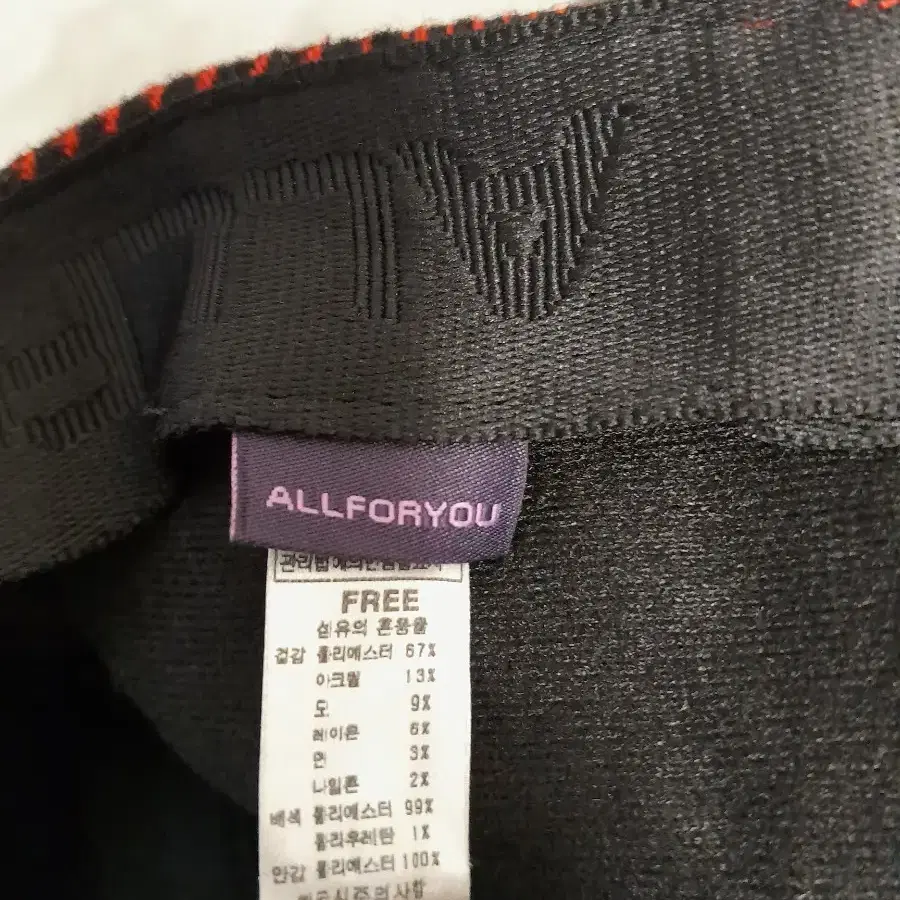 ALLFORYOU
FREE
섬유의 혼용율
겉감 폴리에스터 67%
아크릴 13%
모 9%
레이온 6%
면 3%
나일론 2%
배색 폴리에스터 99%
폴리우레탄 1%
안감 폴리에스터 100%